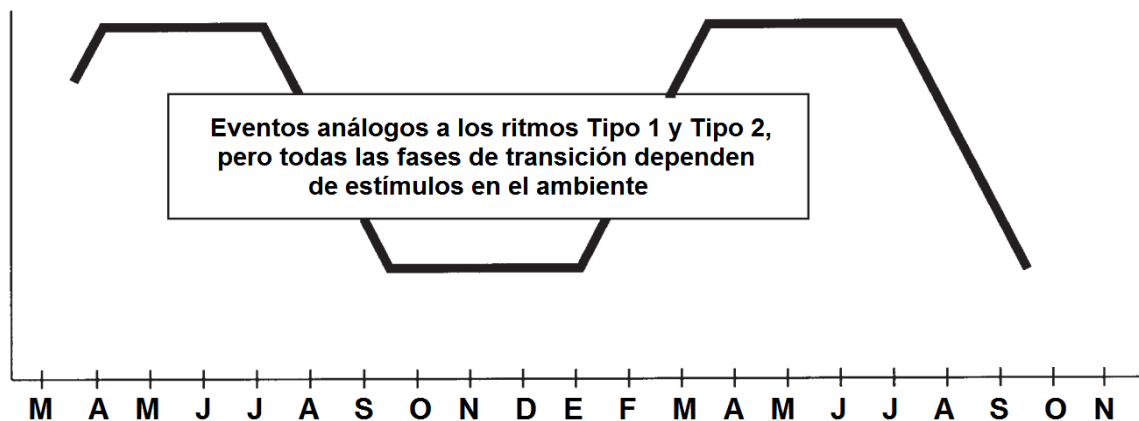 Eventos análogos a los ritmos Tipo 1 y Tipo 2,
pero todas las fases de transición dependen
de estímulos en el ambiente
M A M J J A S O N D E F M A M J J A S O N